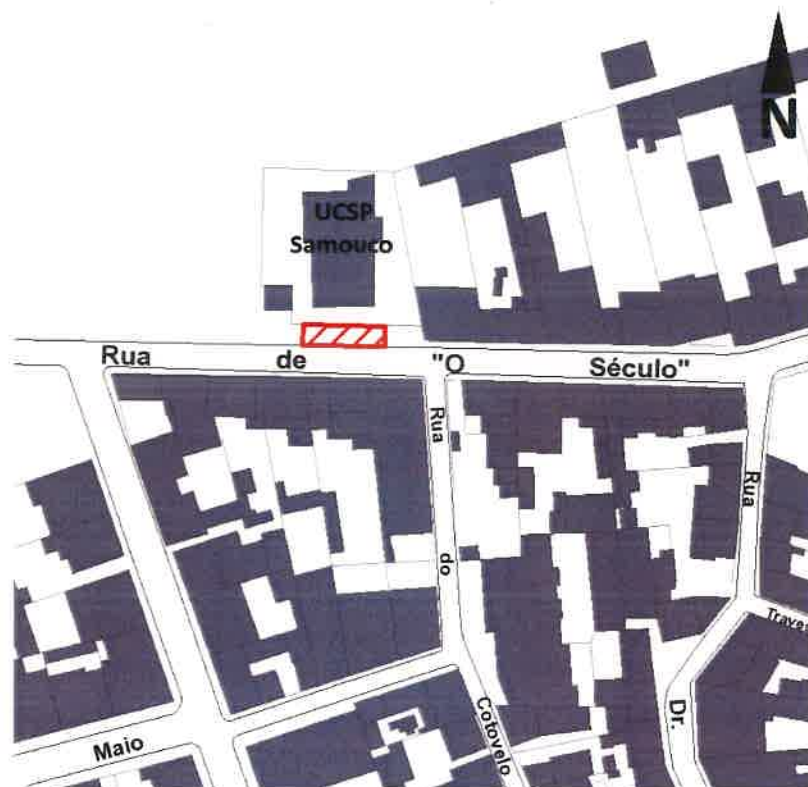 N
UCSP
Samouco
Rua de "O Século"
Rua do Cotovelo
Rua Dr.
Maio